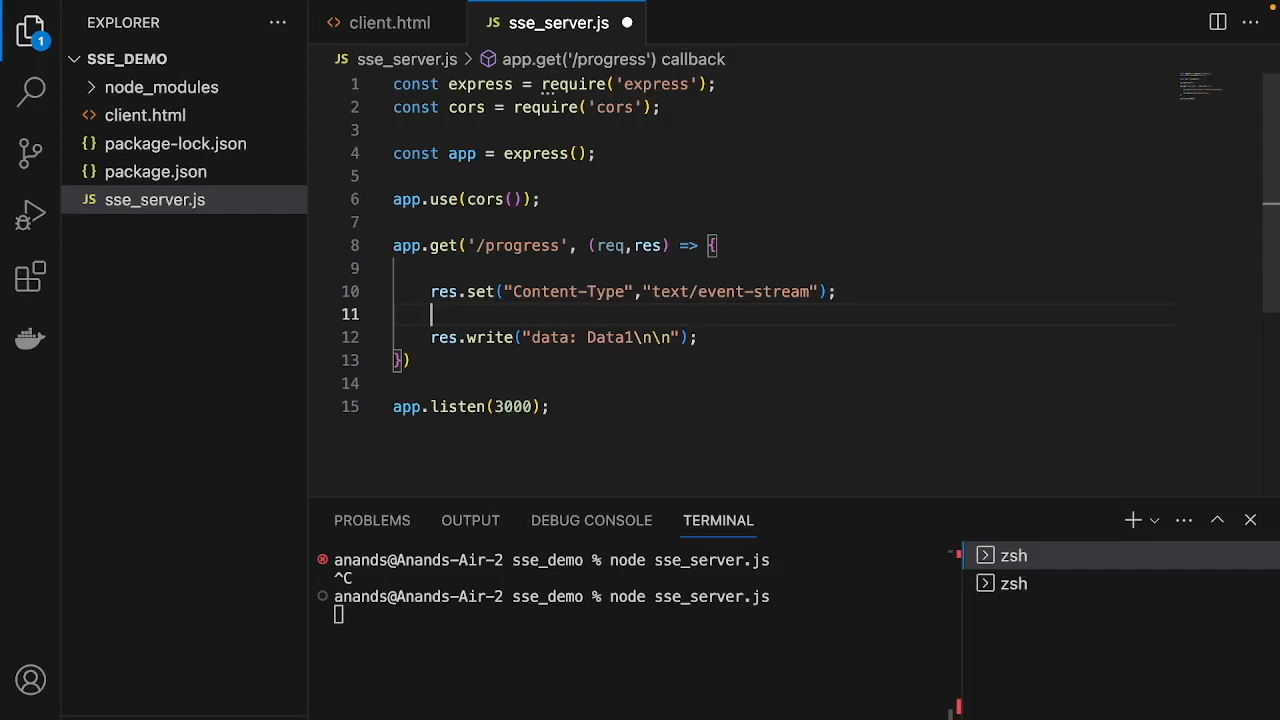 EXPLORER
SSE_DEMO
node_modules
client.html
package-lock.json
package.json
JS sse_server.js
1
<> client.html
JS sse_server.js
JS sse_server.js > app.get('/progress') callback
1 const express = require('express');
2 const cors = require('cors');
3
4 const app = express();
5
6 app.use(cors());
7
8 app.get('/progress', (req,res) => {
9
10 res.set("Content-Type","text/event-stream");
11
12 res.write("data: Data1\n\n");
13 })
14
15 app.listen(3000);
PROBLEMS OUTPUT DEBUG CONSOLE TERMINAL
anands@Anands-Air-2 sse_demo % node sse_server.js
^C
anands@Anands-Air-2 sse_demo % node sse_server.js
zsh
zsh